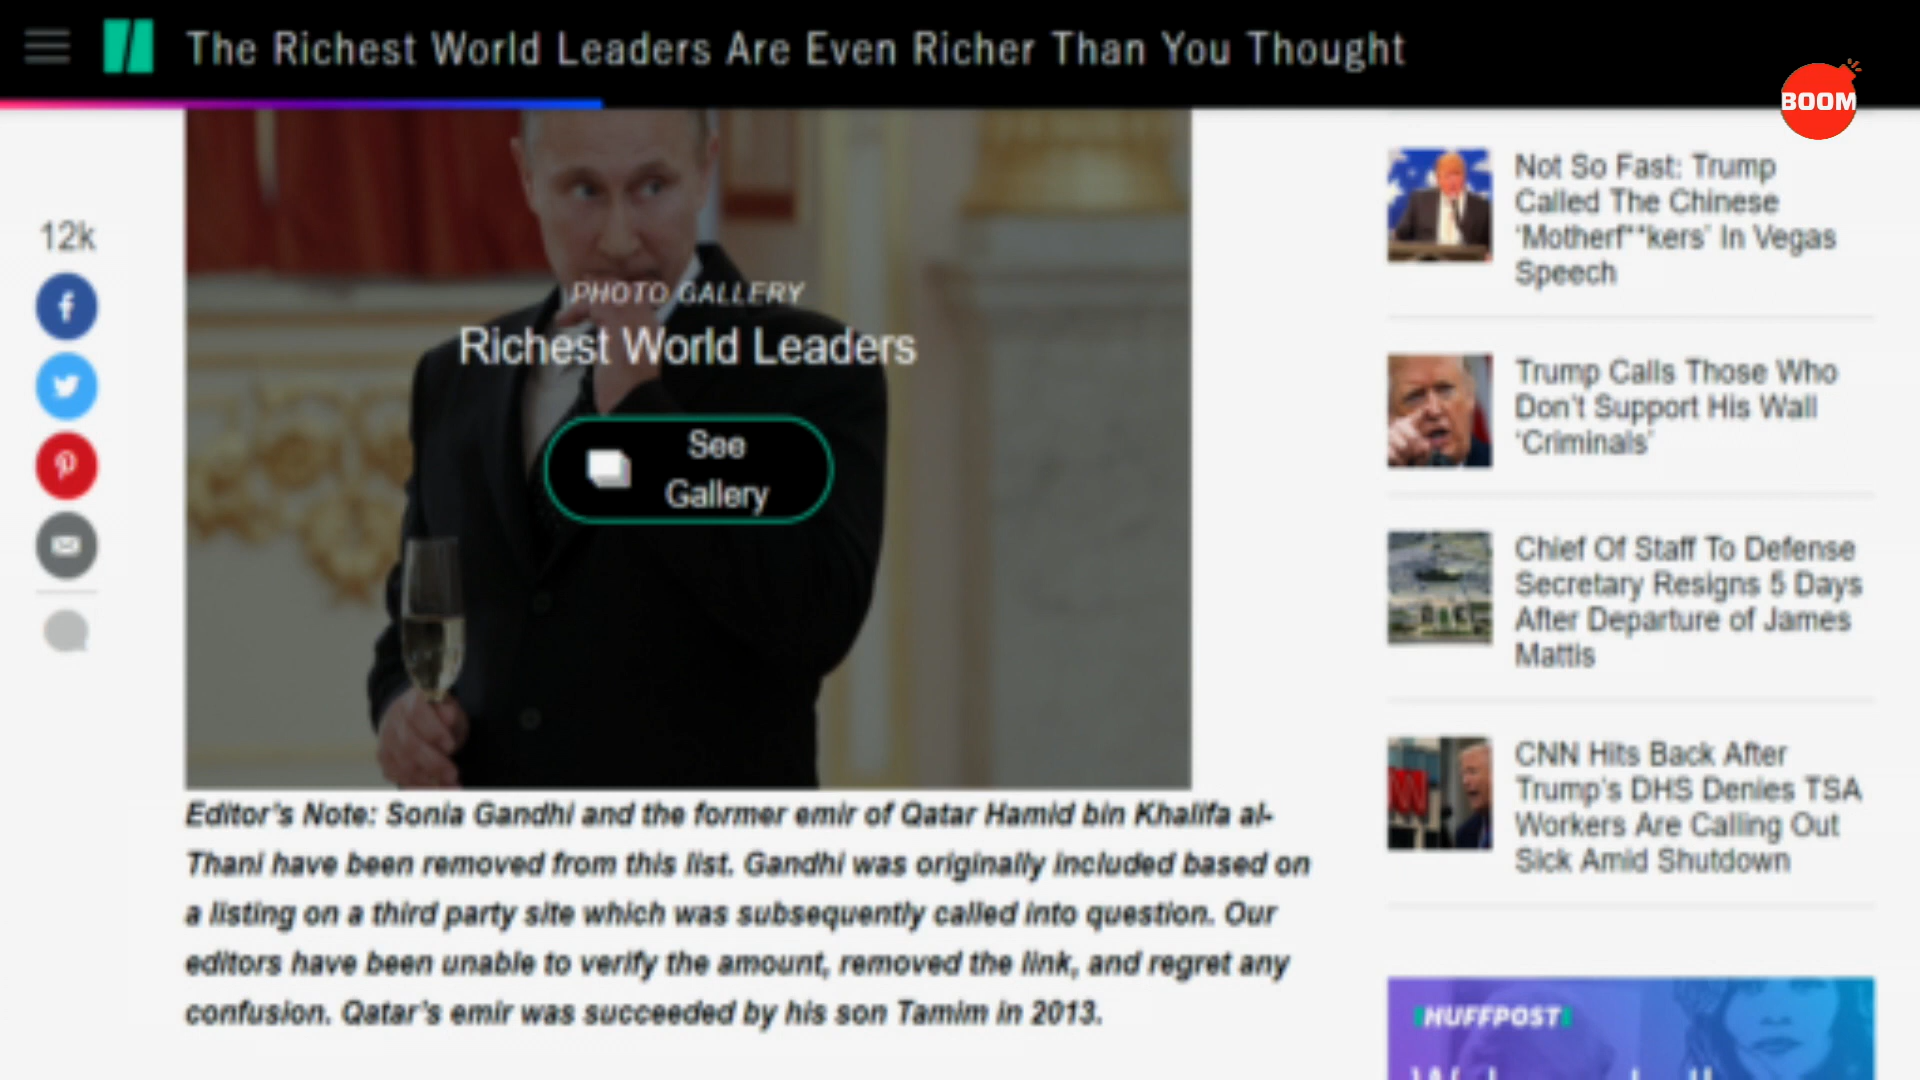 The Richest World Leaders Are Even Richer Than You Thought
BOOM
12k
PHOTO GALLERY
Richest World Leaders
See
Gallery
Editor's Note: Sonia Gandhi and the former emir of Qatar Hamid bin Khalifa al-
Thani have been removed from this list. Gandhi was originally included based on
a listing on a third party site which was subsequently called into question. Our
editors have been unable to verify the amount, removed the link, and regret any
confusion. Qatar's emir was succeeded by his son Tamim in 2013.
Not So Fast: Trump
Called The Chinese
'Motherf**kers' In Vegas
Speech
Trump Calls Those Who
Don't Support His Wall
'Criminals'
Chief Of Staff To Defense
Secretary Resigns 5 Days
After Departure of James
Mattis
CNN Hits Back After
Trump's DHS Denies TSA
Workers Are Calling Out
Sick Amid Shutdown
HUFFPOST